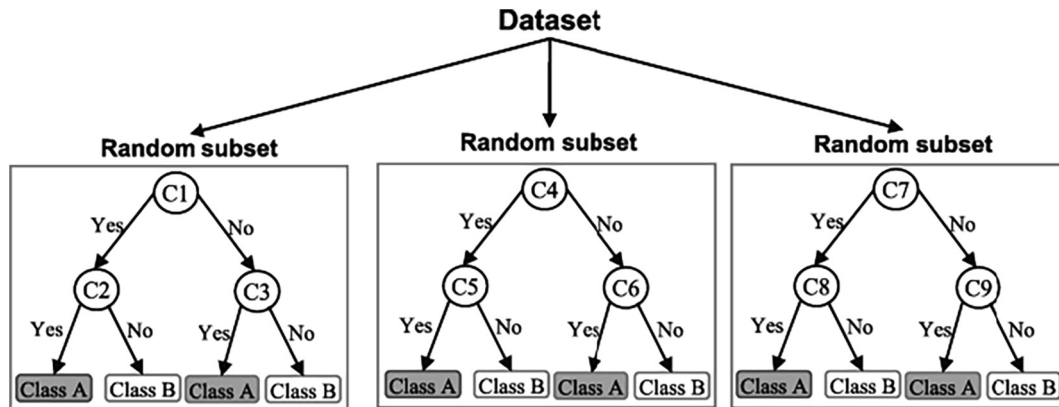 Dataset
Random subset
Random subset
Random subset
C1
Yes
No
C2
C3
Yes
No
Yes
No
Class A
Class B
Class A
Class B
C4
Yes
No
C5
C6
Yes
No
Yes
No
Class A
Class B
Class A
Class B
C7
Yes
No
C8
C9
Yes
No
Yes
No
Class A
Class B
Class A
Class B